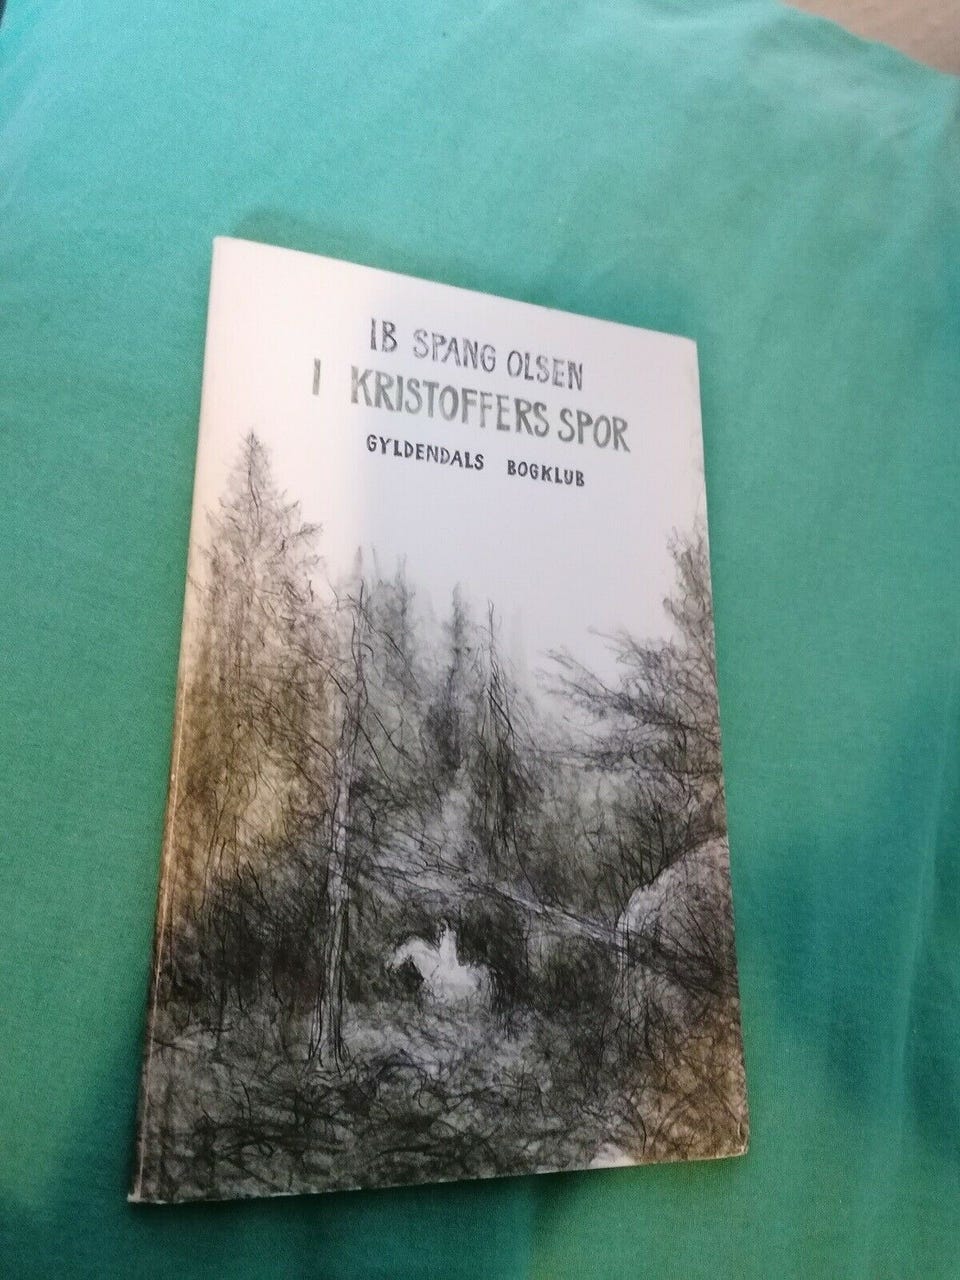 IB SPANG OLSEN
I KRISTOFFERS SPOR
GYLDENDALS BOGKLUB